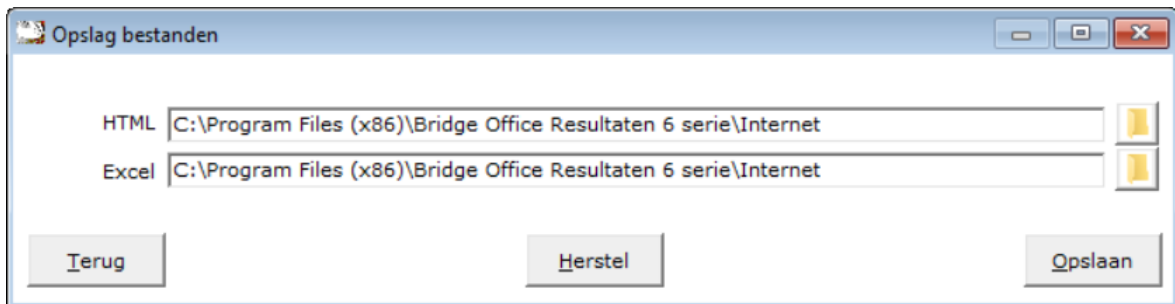 Opslag bestanden
HTML C:\Program Files (x86)\Bridge Office Resultaten 6 serie\Internet
Excel C:\Program Files (x86)\Bridge Office Resultaten 6 serie\Internet
Terug Herstel Opslaan